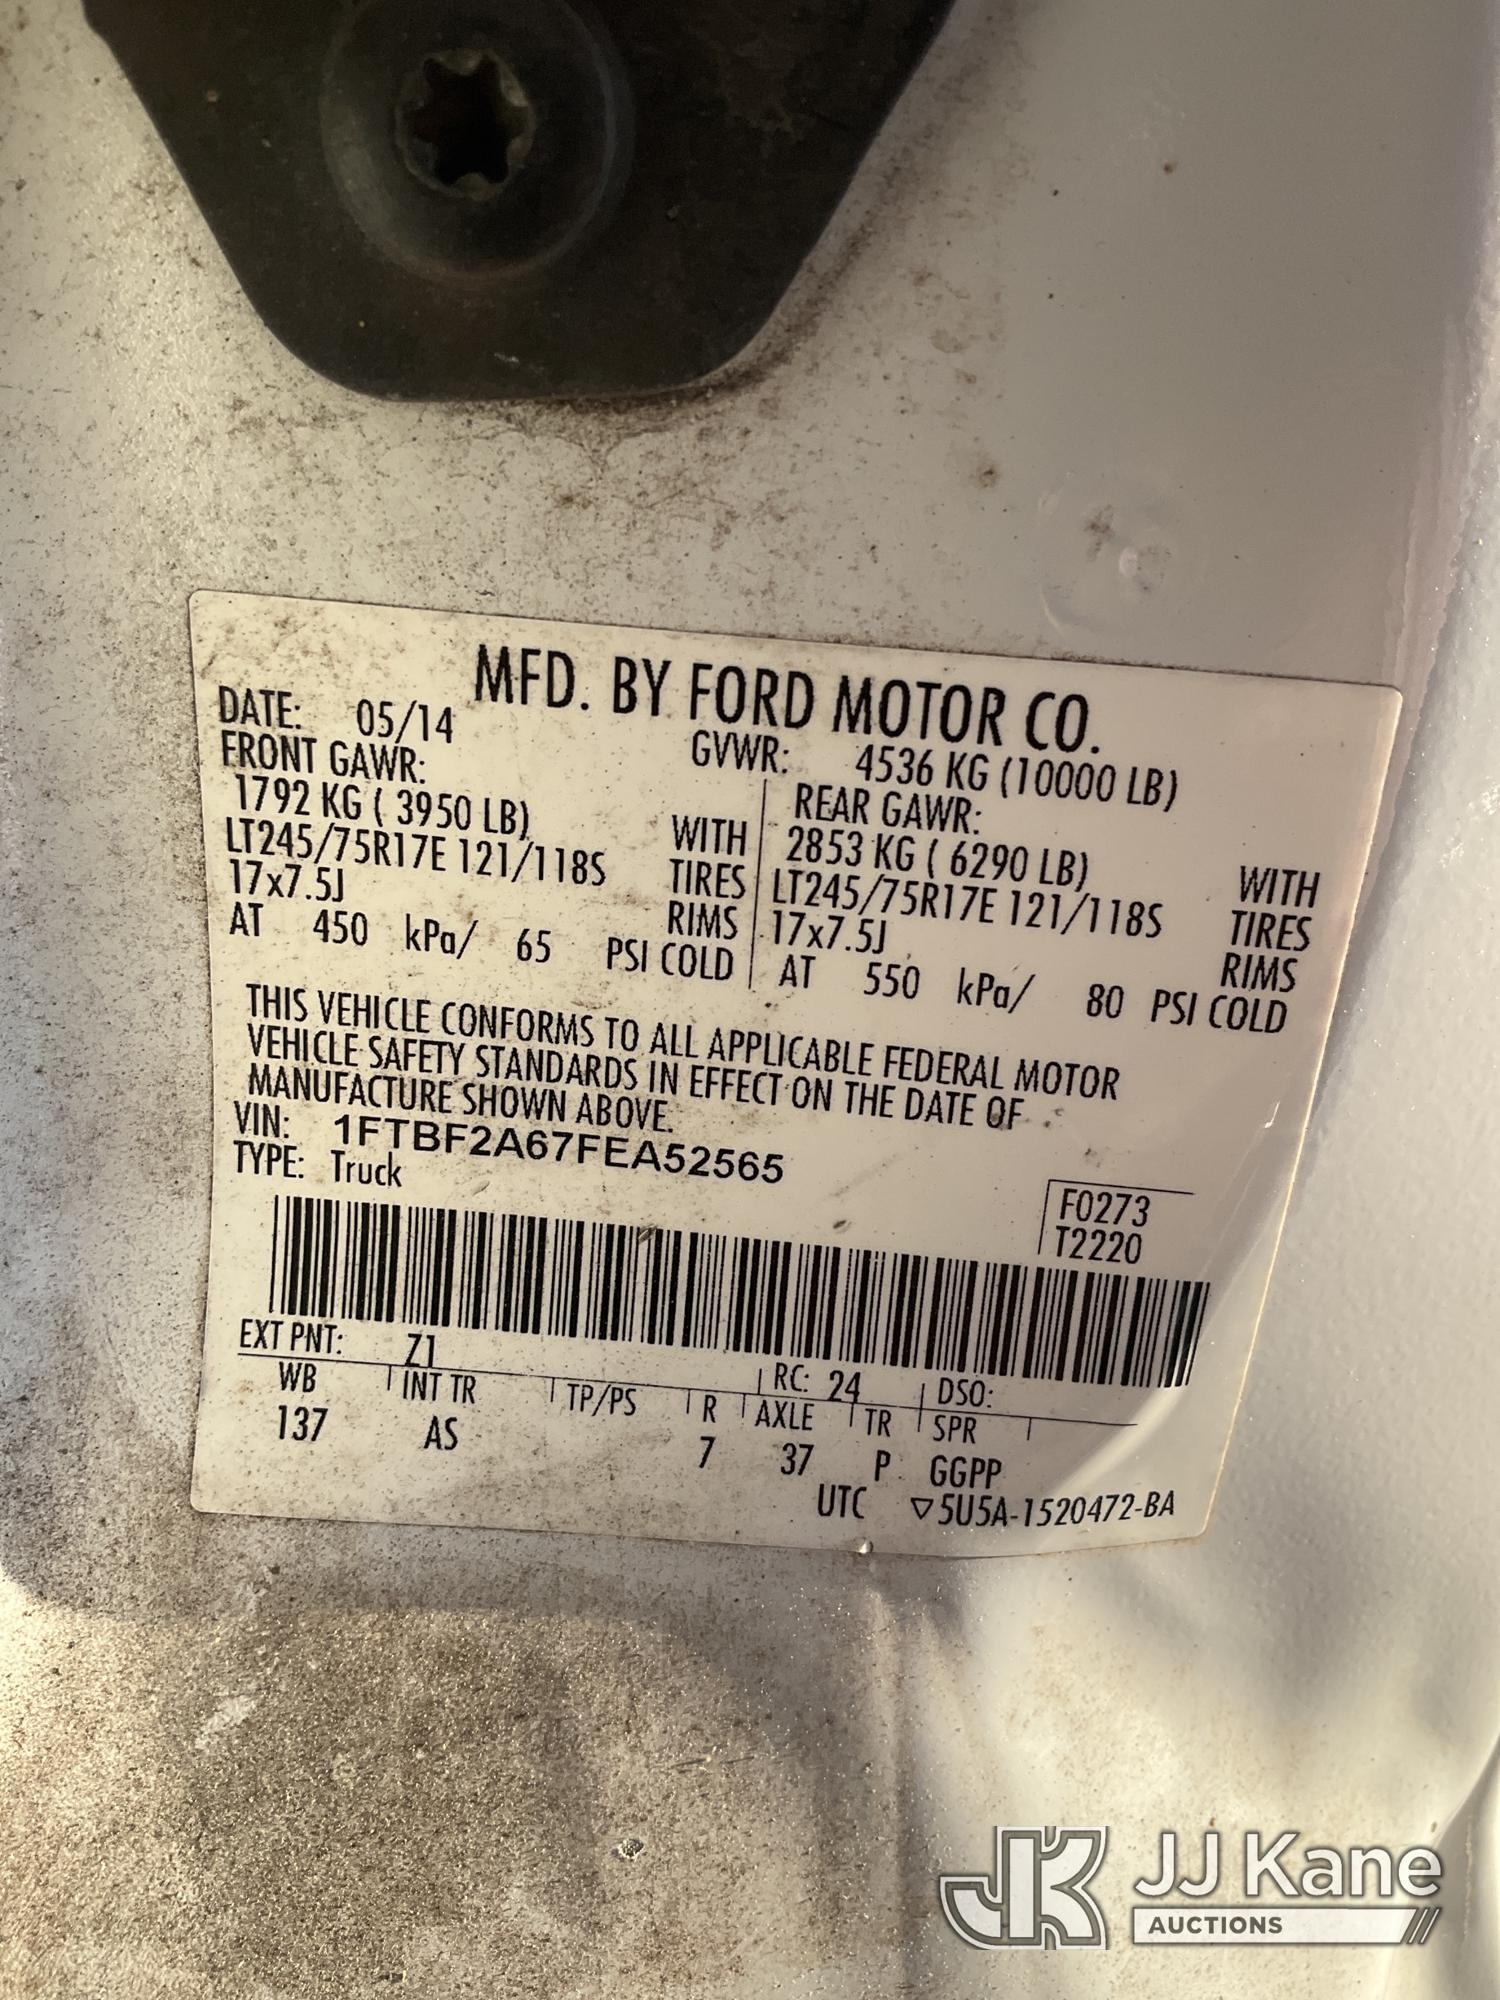 MFD. BY FORD MOTOR CO.
DATE: 05/14 GVWR: 4536 KG (10000 LB)
FRONT GAWR: REAR GAWR:
1792 KG ( 3950 LB) WITH 2853 KG ( 6290 LB) WITH
LT245/75R17E 121/118S TIRES LT245/75R17E 121/118S TIRES
17x7.5J RIMS 17x7.5J RIMS
AT 450 kPa/ 65 PSI COLD AT 550 kPa/ 80 PSI COLD
THIS VEHICLE CONFORMS TO ALL APPLICABLE FEDERAL MOTOR
VEHICLE SAFETY STANDARDS IN EFFECT ON THE DATE OF
MANUFACTURE SHOWN ABOVE.
VIN: 1FTBF2A67FEA52565
TYPE: Truck
F0273
T2220
EXT PNT: Z1 RC: 24 DSO:
WB INT TR TP/PS R AXLE TR SPR
137 AS 7 37 P GGPP
UTC ▽5U5A-1520472-BA
JK JJ Kane
AUCTIONS